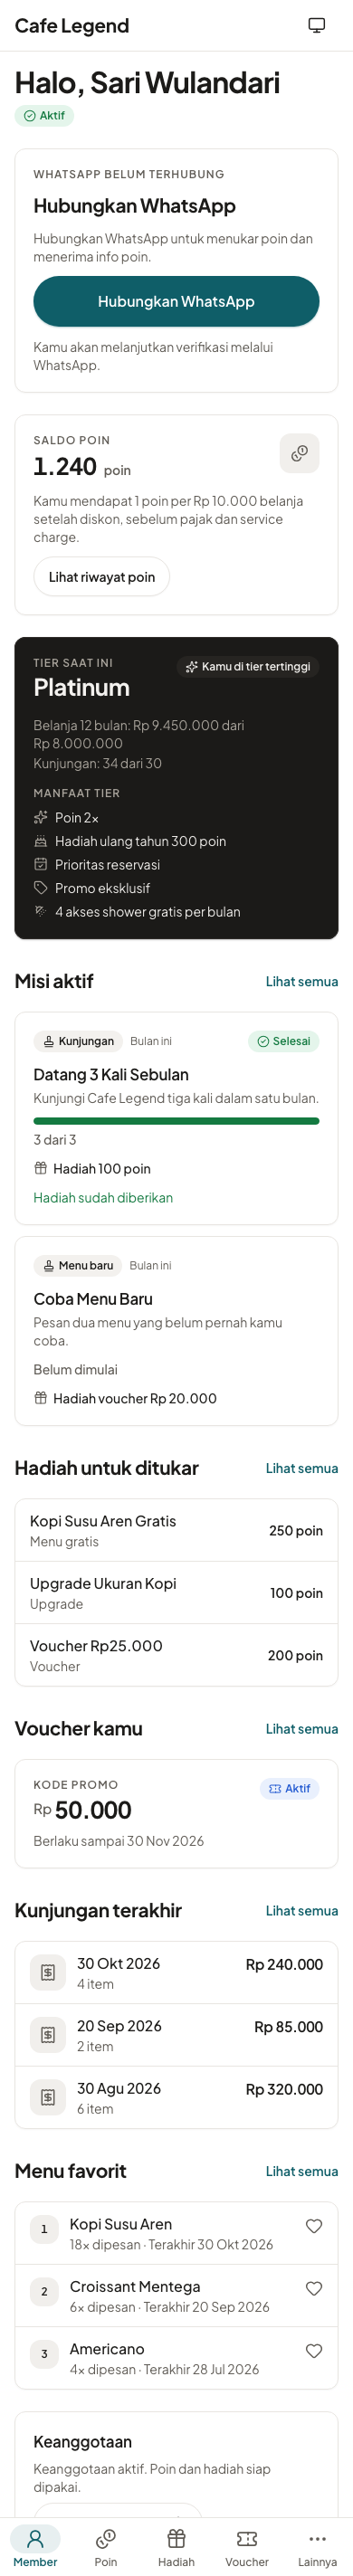 Cafe Legend
Halo, Sari Wulandari
Aktif
WHATSAPP BELUM TERHUBUNG
Hubungkan WhatsApp
Hubungkan WhatsApp untuk menukar poin dan
menerima info poin.
Hubungkan WhatsApp
Kamu akan melanjutkan verifikasi melalui
WhatsApp.
SALDO POIN
1.240 poin
Kamu mendapat 1 poin per Rp 10.000 belanja
setelah diskon, sebelum pajak dan service
charge.
Lihat riwayat poin
TIER SAAT INI
Kamu di tier tertinggi
Platinum
Belanja 12 bulan: Rp 9.450.000 dari
Rp 8.000.000
Kunjungan: 34 dari 30
MANFAAT TIER
Poin 2×
Hadiah ulang tahun 300 poin
Prioritas reservasi
Promo eksklusif
4 akses shower gratis per bulan
Misi aktif
Lihat semua
Kunjungan Bulan ini Selesai
Datang 3 Kali Sebulan
Kunjungi Cafe Legend tiga kali dalam satu bulan.
3 dari 3
Hadiah 100 poin
Hadiah sudah diberikan
Menu baru Bulan ini
Coba Menu Baru
Pesan dua menu yang belum pernah kamu
coba.
Belum dimulai
Hadiah voucher Rp 20.000
Hadiah untuk ditukar
Lihat semua
Kopi Susu Aren Gratis
Menu gratis
250 poin
Upgrade Ukuran Kopi
Upgrade
100 poin
Voucher Rp25.000
Voucher
200 poin
Voucher kamu
Lihat semua
KODE PROMO
Aktif
Rp 50.000
Berlaku sampai 30 Nov 2026
Kunjungan terakhir
Lihat semua
30 Okt 2026
4 item
Rp 240.000
20 Sep 2026
2 item
Rp 85.000
30 Agu 2026
6 item
Rp 320.000
Menu favorit
Lihat semua
1
Kopi Susu Aren
18× dipesan · Terakhir 30 Okt 2026
2
Croissant Mentega
6× dipesan · Terakhir 20 Sep 2026
3
Americano
4× dipesan · Terakhir 28 Jul 2026
Keanggotaan
Keanggotaan aktif. Poin dan hadiah siap
dipakai.
Member
Poin
Hadiah
Voucher
Lainnya